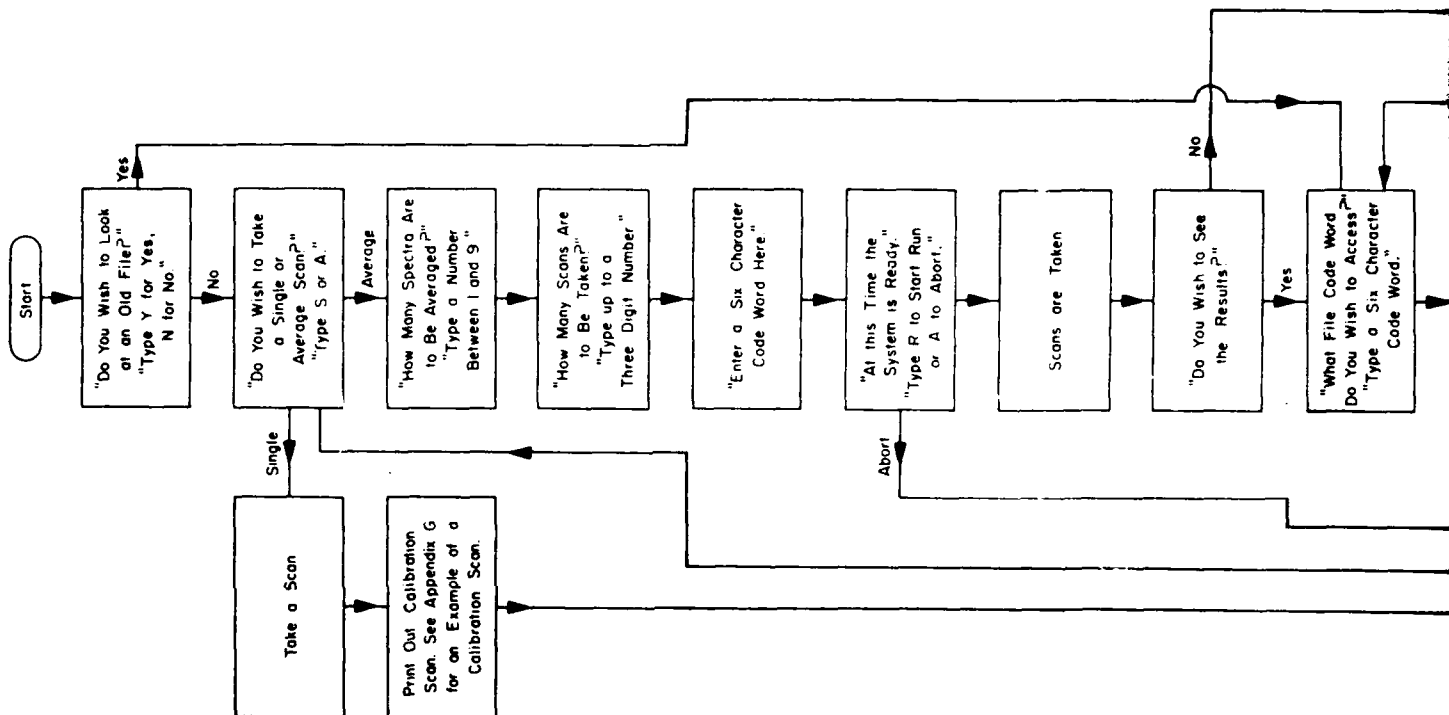 Start
"Do You Wish to Look
at an Old File?"
"Type Y for Yes,
N for No."
Yes
No
"Do You Wish to Take
a Single or
Average Scan?"
"Type S or A."
Single
Average
Take a Scan
Print Out Calibration
Scan. See Appendix G
for an Example of a
Calibration Scan.
"How Many Spectra Are
to Be Averaged?"
"Type a Number
Between 1 and 9"
"How Many Scans Are
to Be Taken?"
"Type up to a
Three Digit Number"
"Enter a Six Character
Code Word Here."
"At this Time the
System is Ready."
"Type R to Start Run
or A to Abort."
Abort
Scans are Taken
"Do You Wish to See
the Results?"
No
Yes
"What File Code Word
Do You Wish to Access?"
"Type a Six Character
Code Word."